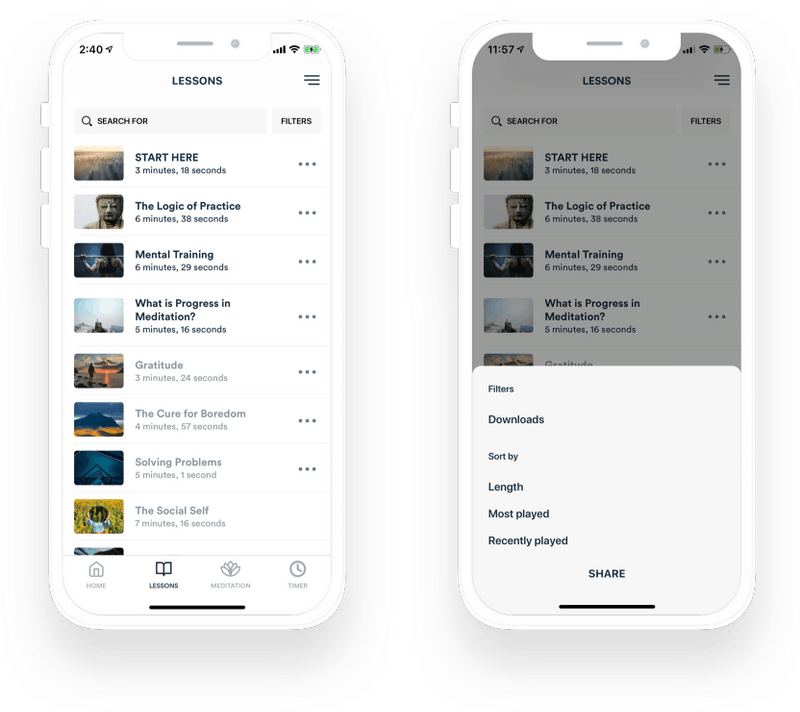 2:40
LESSONS
SEARCH FOR
FILTERS
START HERE
3 minutes, 18 seconds
The Logic of Practice
6 minutes, 38 seconds
Mental Training
6 minutes, 29 seconds
What is Progress in
Meditation?
5 minutes, 16 seconds
Gratitude
3 minutes, 24 seconds
The Cure for Boredom
4 minutes, 57 seconds
Solving Problems
5 minutes, 1 second
The Social Self
7 minutes, 16 seconds
HOME
LESSONS
MEDITATION
TIMER
11:57
LESSONS
SEARCH FOR
FILTERS
START HERE
3 minutes, 18 seconds
The Logic of Practice
6 minutes, 38 seconds
Mental Training
6 minutes, 29 seconds
What is Progress in
Meditation?
5 minutes, 16 seconds
Gratitude
Filters
Downloads
Sort by
Length
Most played
Recently played
SHARE